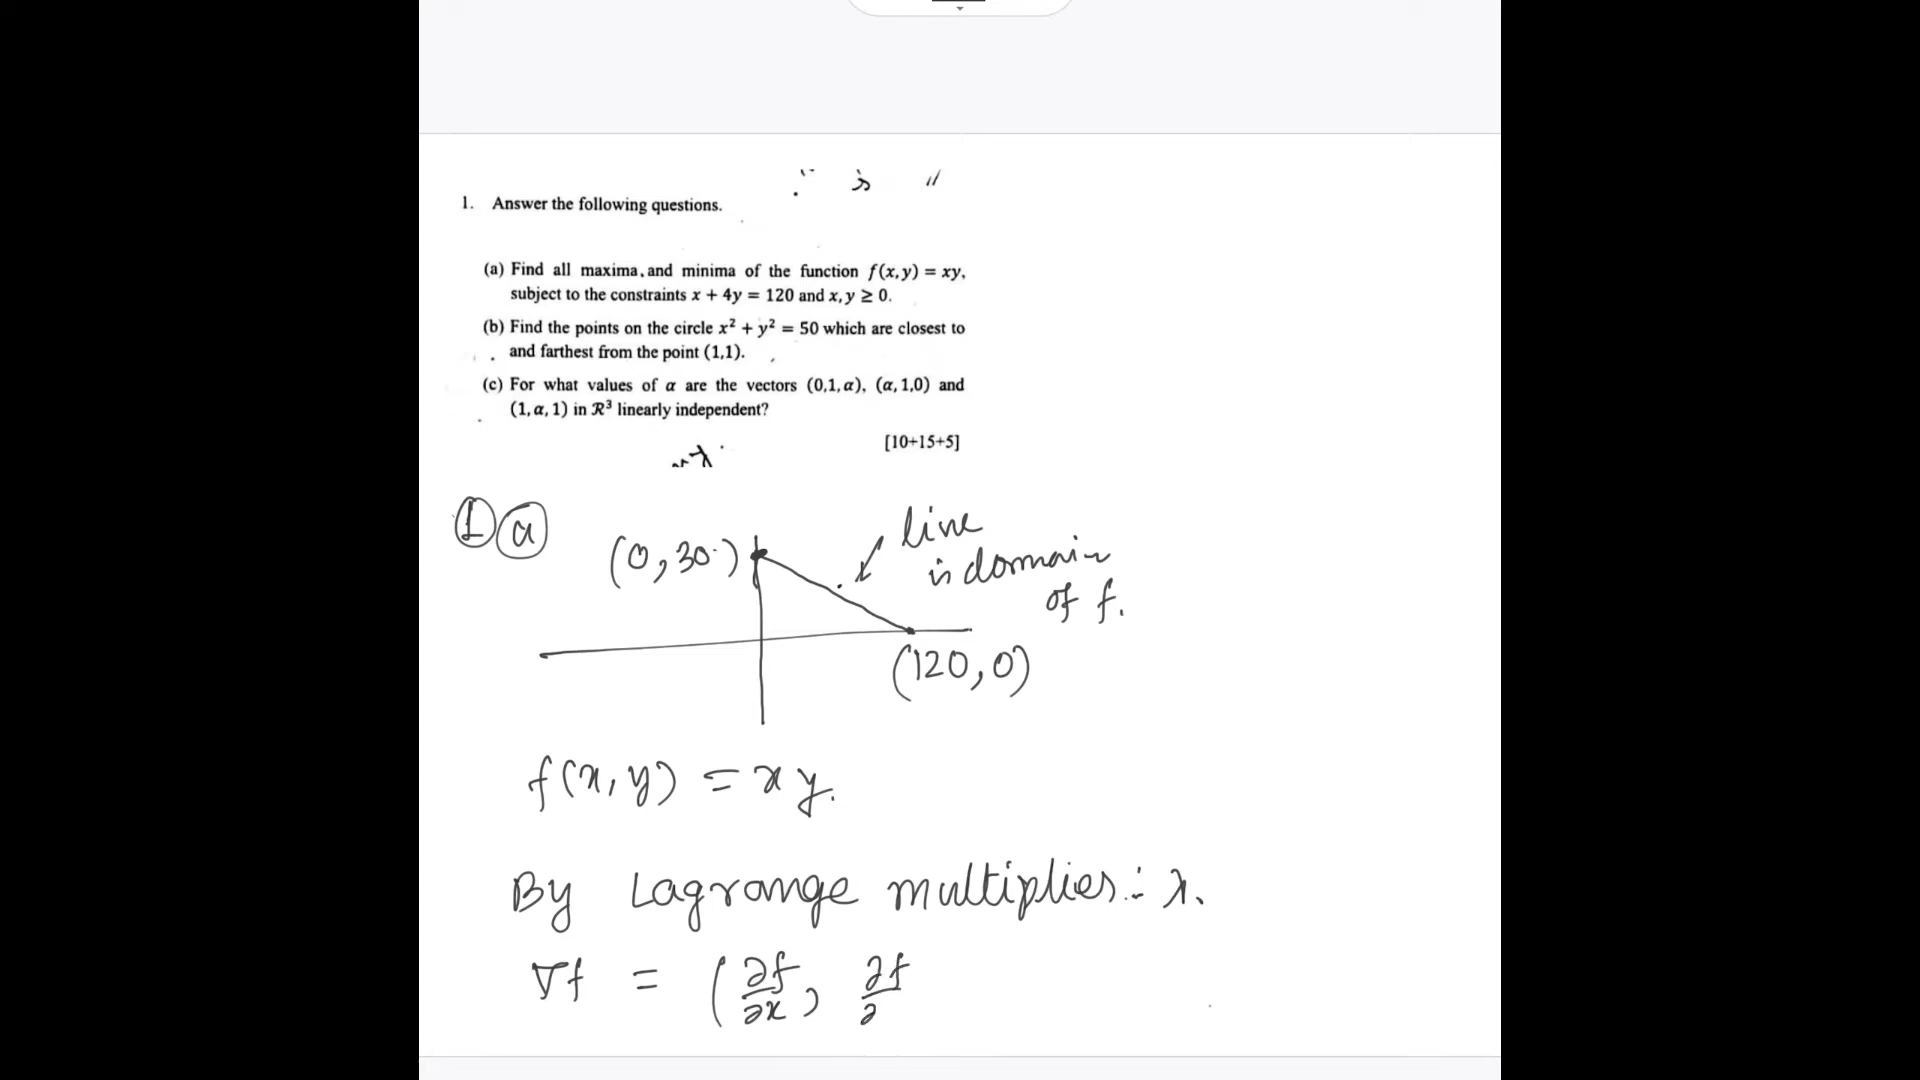 1. Answer the following questions.
(a) Find all maxima, and minima of the function f(x, y) = xy,
subject to the constraints x + 4y = 120 and x, y ≥ 0.
(b) Find the points on the circle x² + y² = 50 which are closest to
and farthest from the point (1,1).
(c) For what values of α are the vectors (0,1, α), (α, 1,0) and
(1, α, 1) in ℛ³ linearly independent?
[10+15+5]
1 a
(0, 30)
line
is domain
of f.
(120, 0)
f(x, y) = xy.
By Lagrange multiplies: λ.
∇f = (∂f/∂x, ∂f/∂